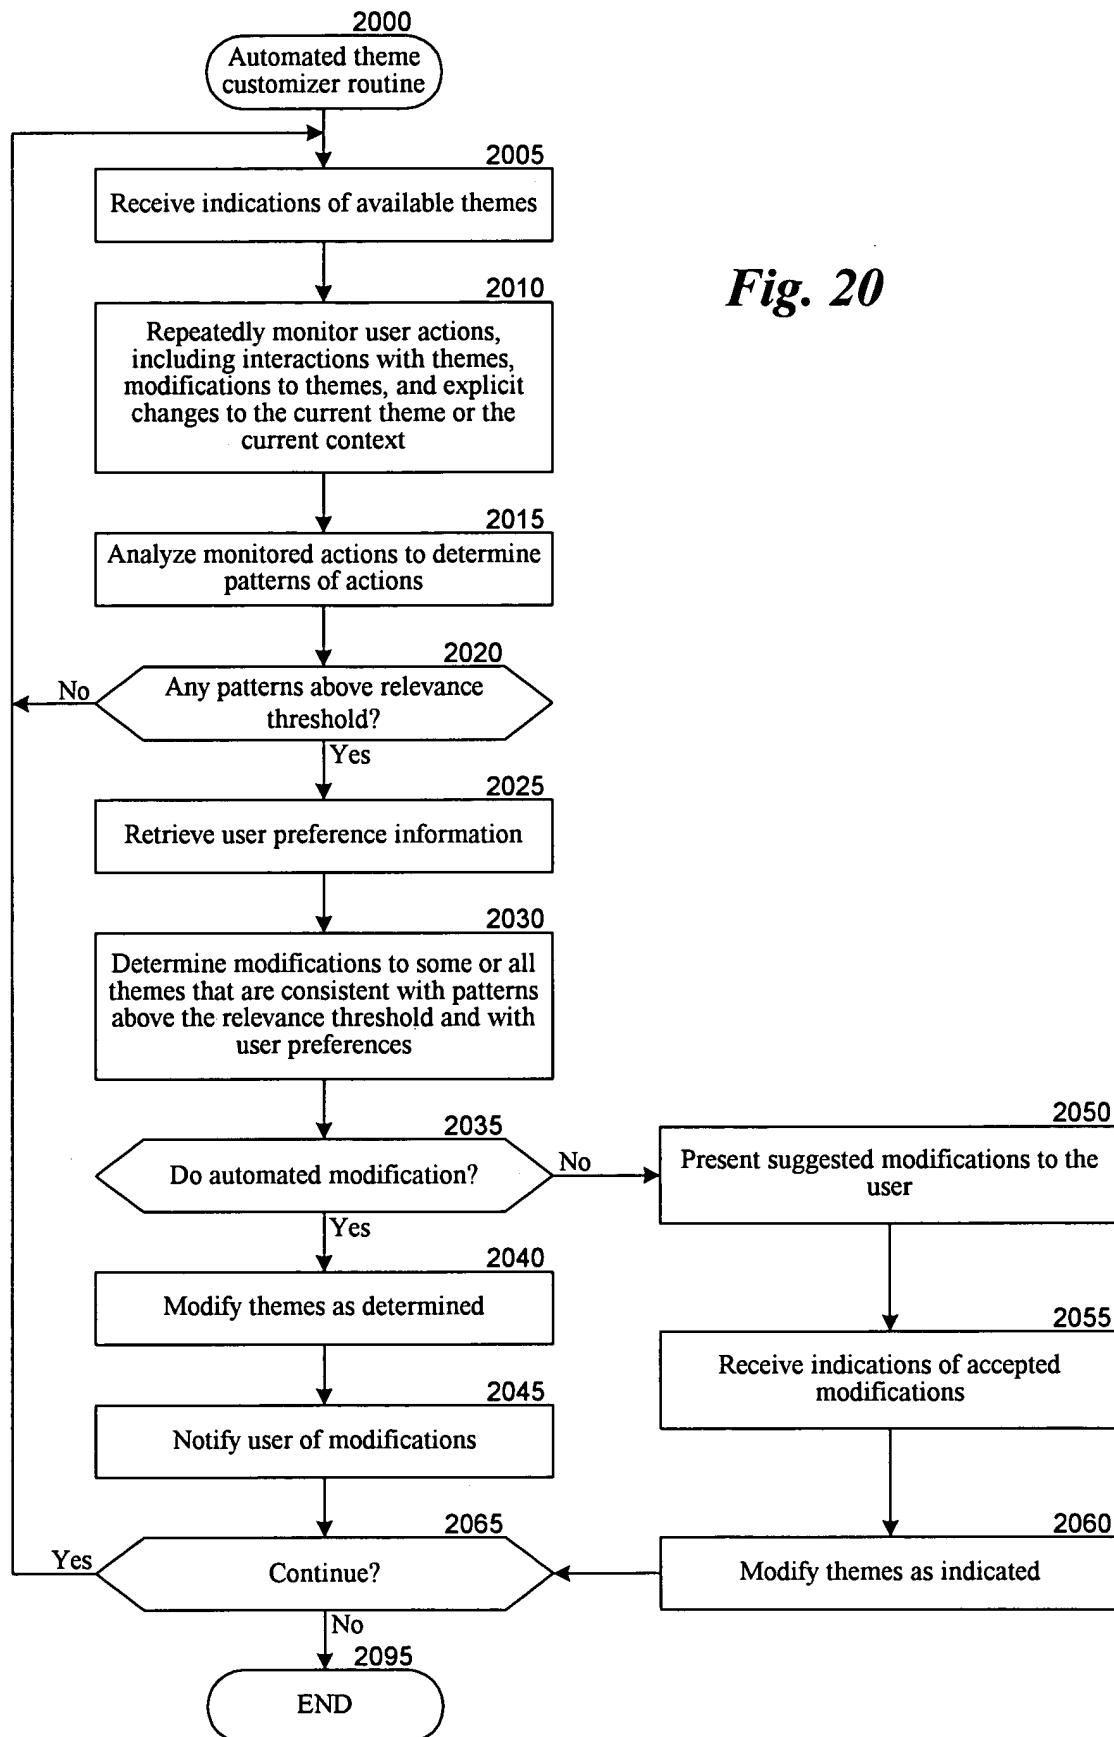 2000
Automated theme
customizer routine
2005
Receive indications of available themes
Fig. 20
2010
Repeatedly monitor user actions,
including interactions with themes,
modifications to themes, and explicit
changes to the current theme or the
current context
2015
Analyze monitored actions to determine
patterns of actions
2020
No
Any patterns above relevance
threshold?
Yes
2025
Retrieve user preference information
2030
Determine modifications to some or all
themes that are consistent with patterns
above the relevance threshold and with
user preferences
2035
Do automated modification?
No
Yes
2050
Present suggested modifications to the
user
2040
Modify themes as determined
2055
Receive indications of accepted
modifications
2045
Notify user of modifications
2065
Yes
Continue?
No
2060
Modify themes as indicated
2095
END